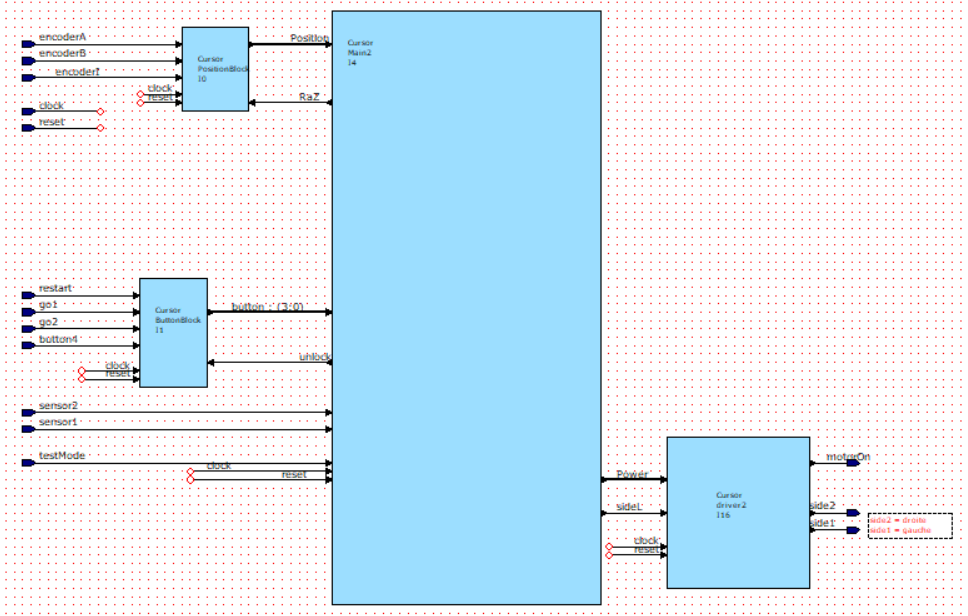 encoderA
encoderB
encoderI
clock
reset
clock
reset
Cursor
PositionBlock
I0
Position
RaZ
Cursor
Main2
I4
restart
go1
go2
button4
clock
reset
Cursor
ButtonBlock
I1
button : (3:0)
unlock
sensor2
sensor1
testMode
clock
reset
Power
sideL
clock
reset
Cursor
driver2
I16
motorOn
side2
side1
side2 = droite
side1 = gauche